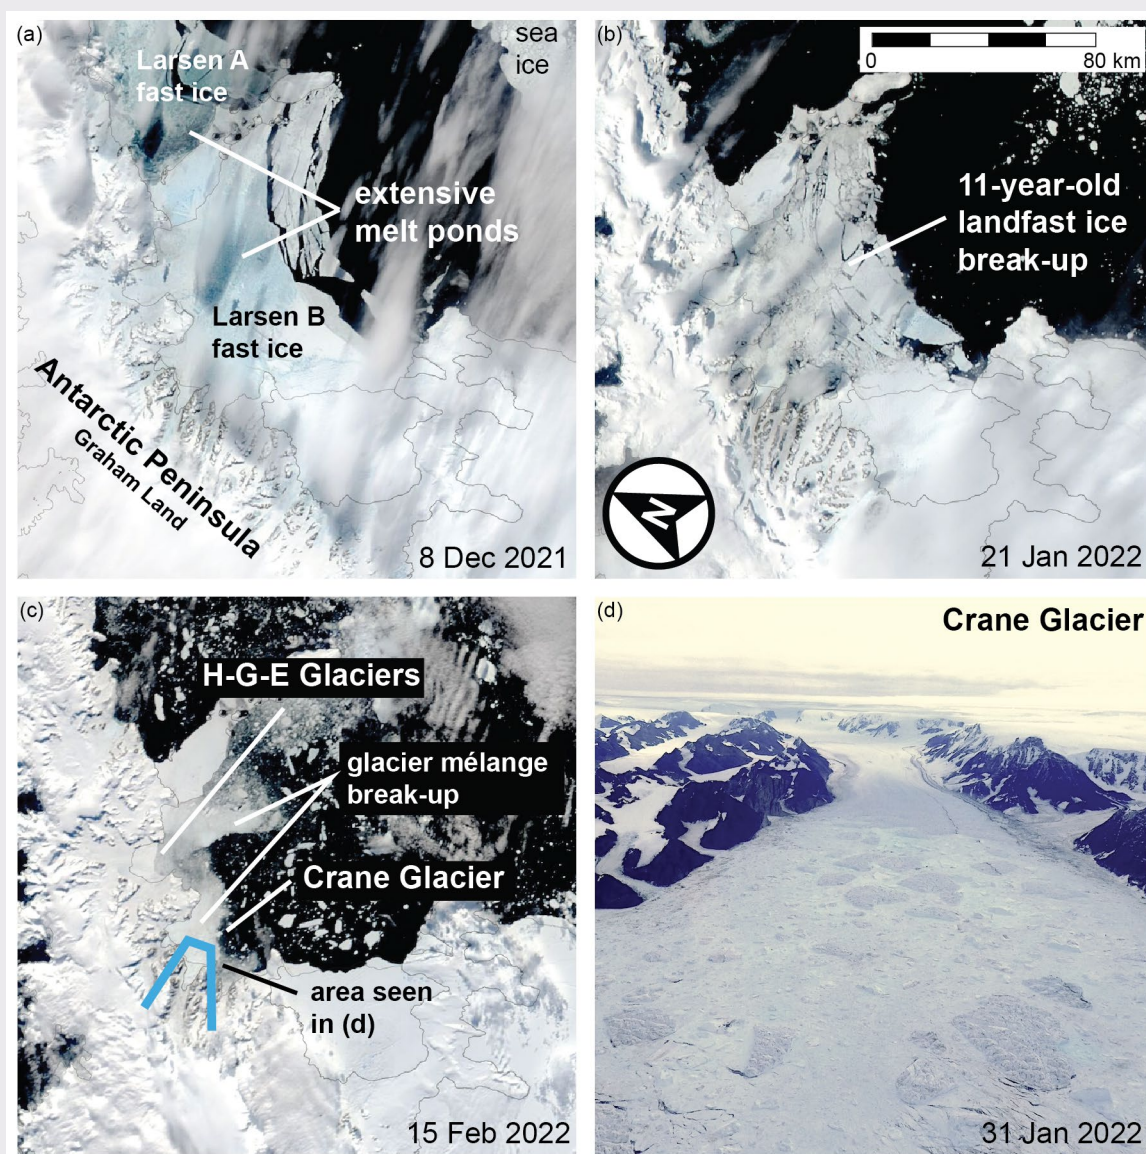 (a)
sea
ice
Larsen A
fast ice
extensive
melt ponds
Larsen B
fast ice
Antarctic Peninsula
Graham Land
8 Dec 2021
(b)
0
80 km
11-year-old
landfast ice
break-up
N
21 Jan 2022
(c)
H-G-E Glaciers
glacier mélange
break-up
Crane Glacier
area seen
in (d)
15 Feb 2022
(d)
Crane Glacier
31 Jan 2022